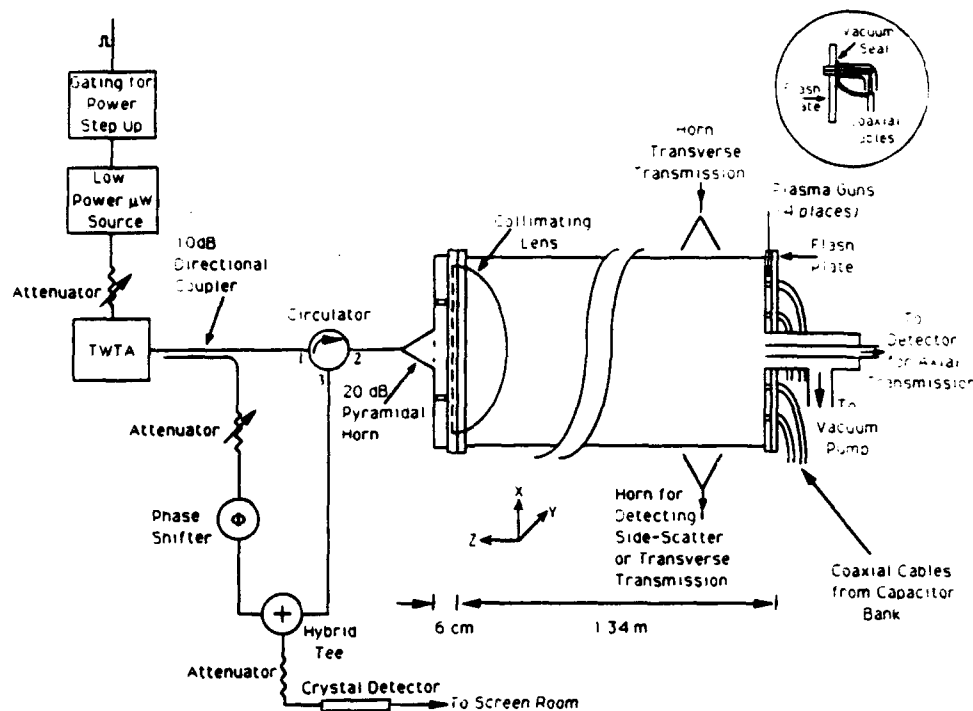 Gating for
Power
Step Up
Low
Power μw
Source
Attenuator
TWTA
10dB
Directional
Coupler
Circulator
1
2
3
20 dB
Pyramidal
Horn
Collimating
Lens
Horn
Transverse
Transmission
Vacuum
Seal
Flash
Plate
Coaxial
Cables
Plasma Guns
(4 places)
Flash
Plate
To
Detector
for Axial
Transmission
To
Vacuum
Pump
Attenuator
Phase
Shifter
Φ
X
Y
Z
Horn for
Detecting
Side-Scatter
or Transverse
Transmission
Coaxial Cables
from Capacitor
Bank
6 cm
1.34 m
+
Hybrid
Tee
Attenuator
Crystal Detector
To Screen Room